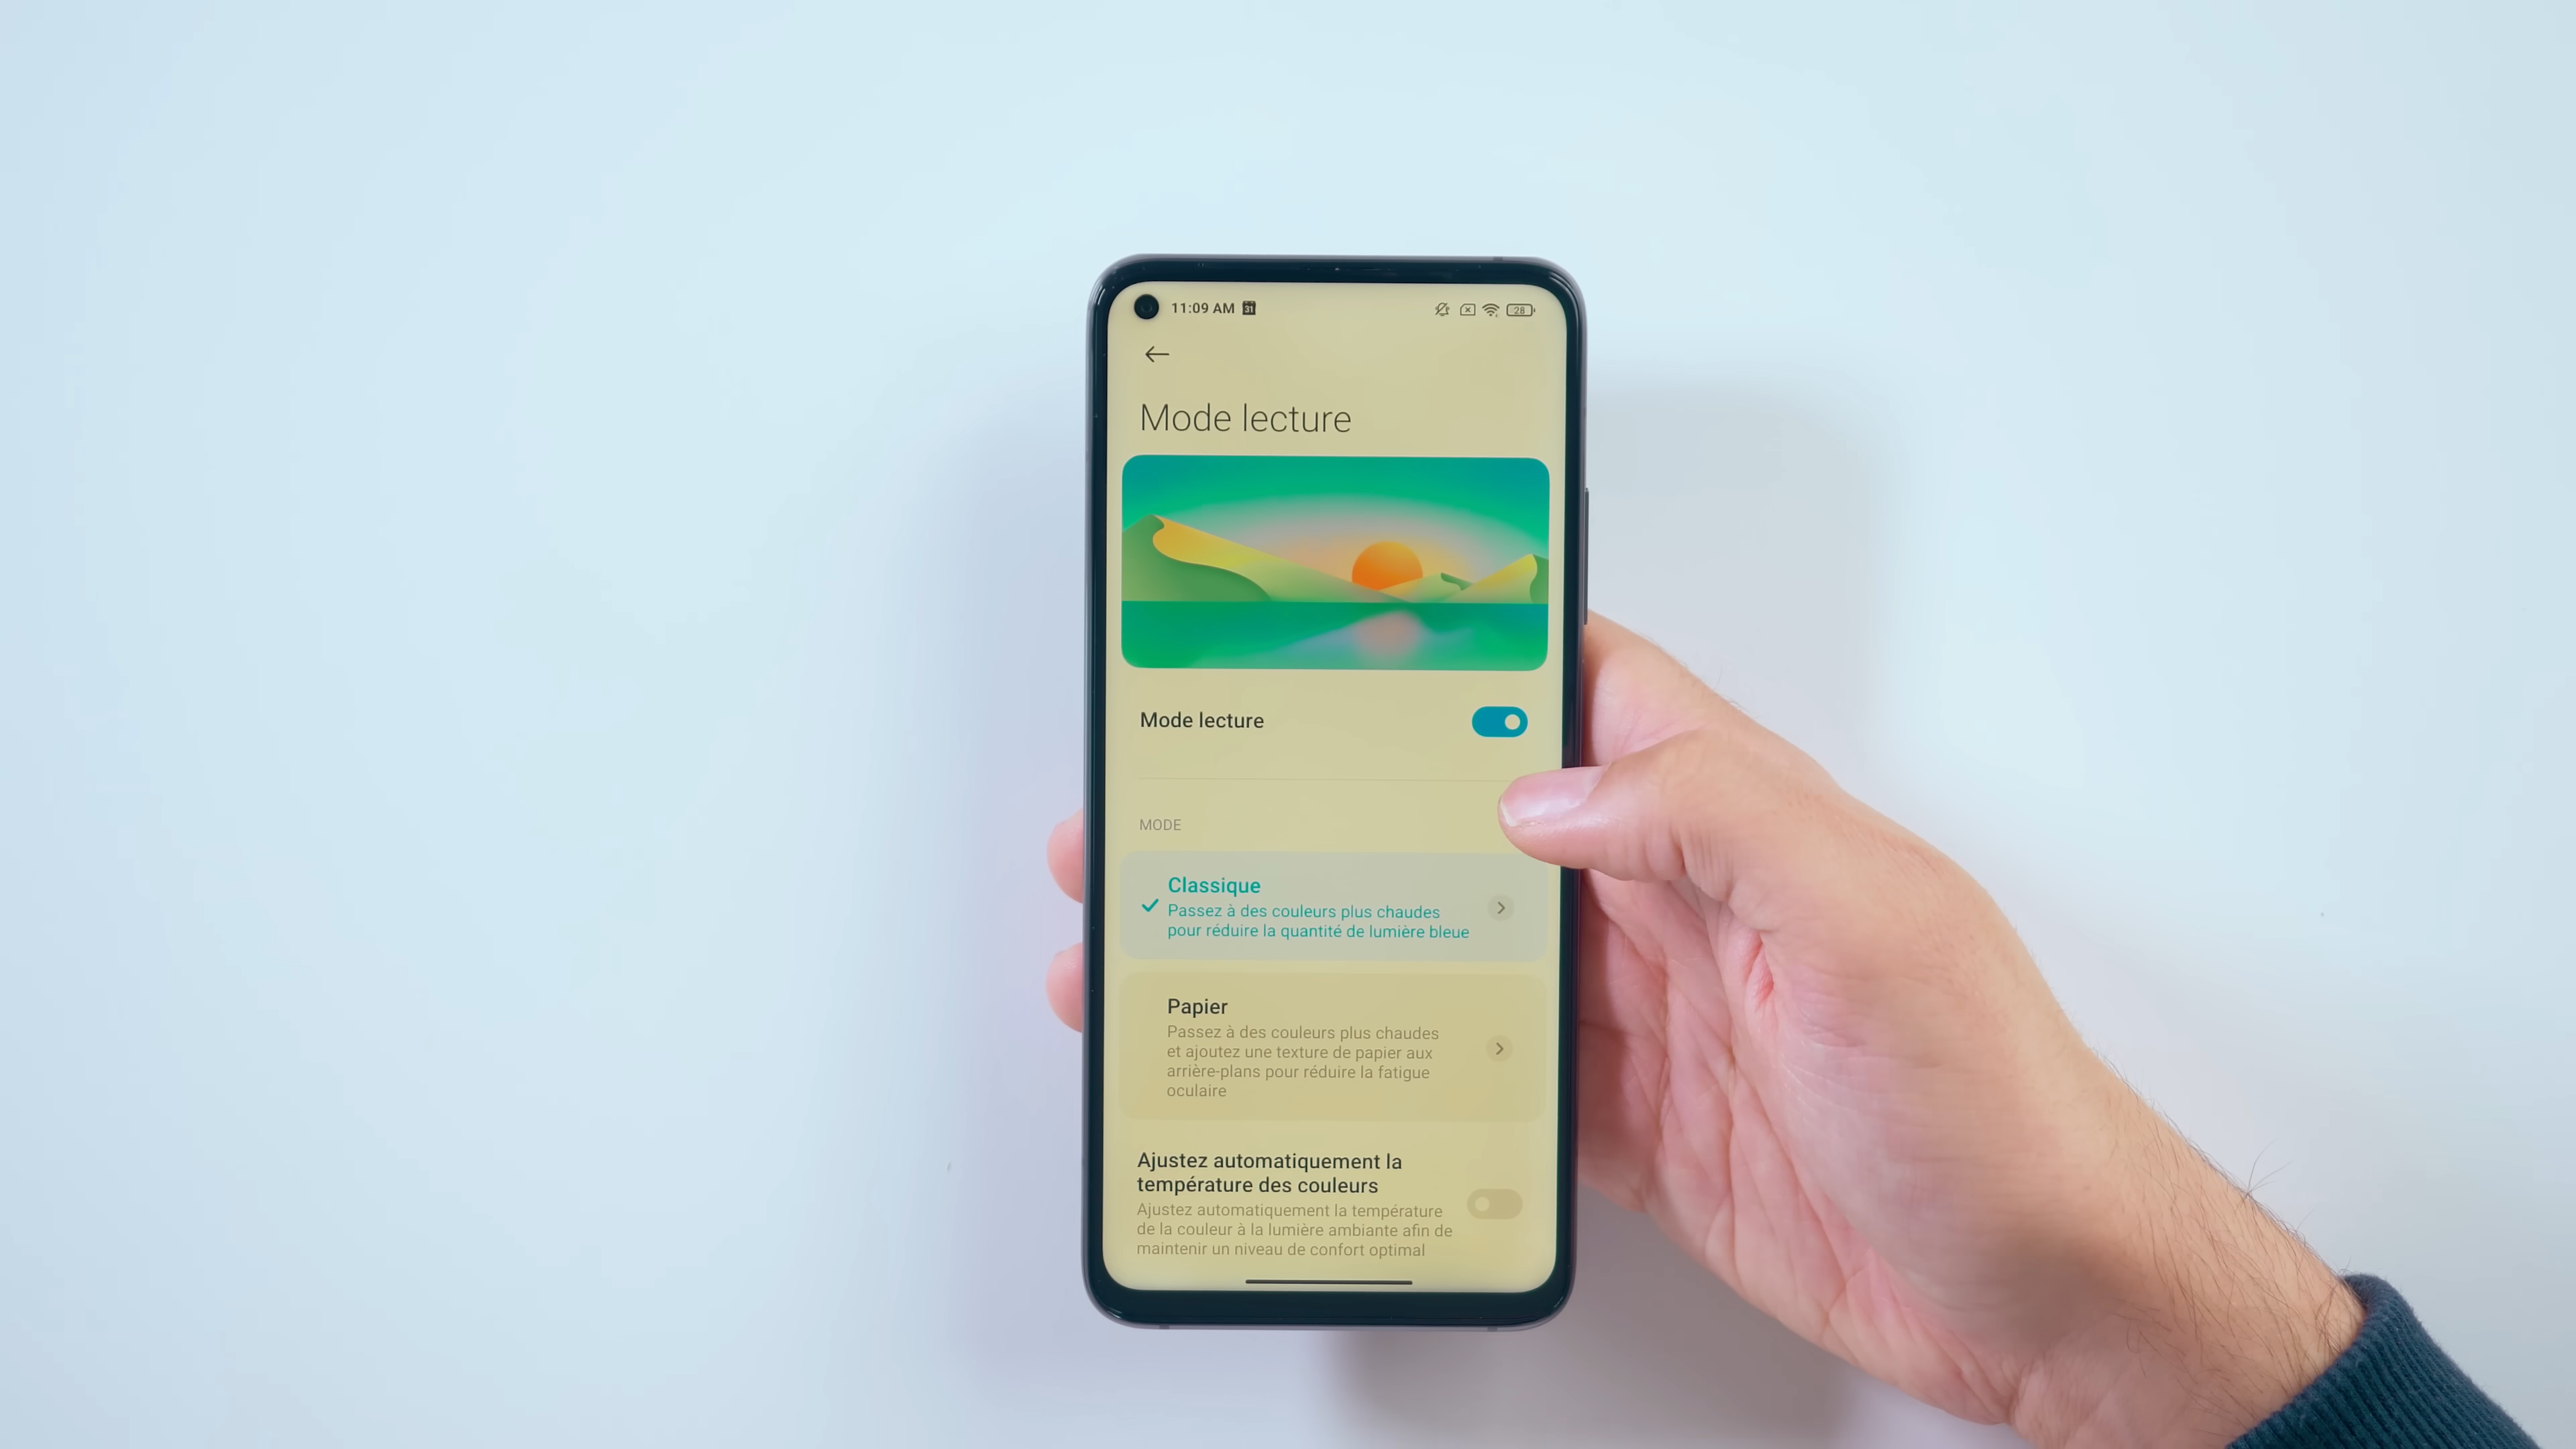 11:09 AM 31
28
Mode lecture
Mode lecture
MODE
Classique
Passez à des couleurs plus chaudes
pour réduire la quantité de lumière bleue
Papier
Passez à des couleurs plus chaudes
et ajoutez une texture de papier aux
arrière-plans pour réduire la fatigue
oculaire
Ajustez automatiquement la
température des couleurs
Ajustez automatiquement la température
de la couleur à la lumière ambiante afin de
maintenir un niveau de confort optimal